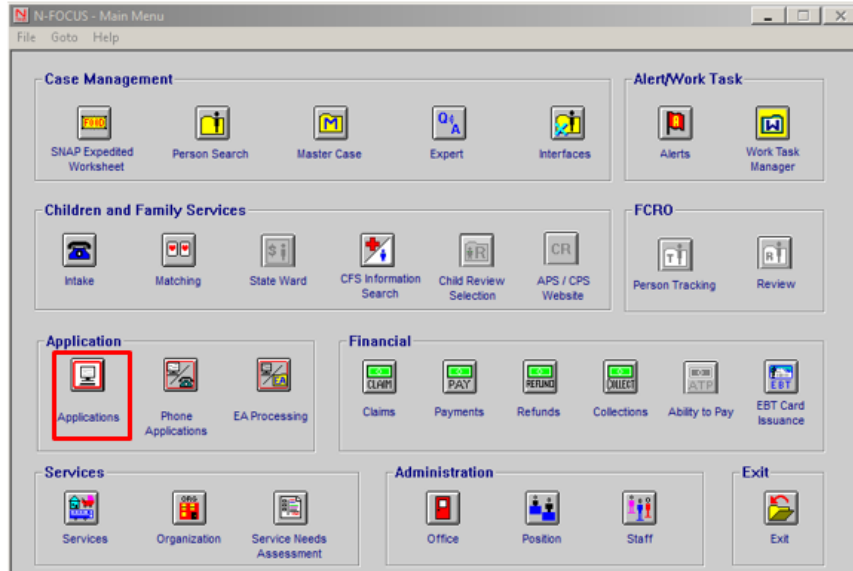 N-FOCUS - Main Menu
File Goto Help
Case Management
Alert/Work Task
FOOD
M
Q A
W
SNAP Expedited
Worksheet
Person Search
Master Case
Expert
Interfaces
Alerts
Work Task
Manager
Children and Family Services
FCRO
$
R
CR
T
R
Intake
Matching
State Ward
CFS Information
Search
Child Review
Selection
APS / CPS
Website
Person Tracking
Review
Application
Financial
EA
CLAIM
PAY
REFUND
COLLECT
ATP
EBT
Applications
Phone
Applications
EA Processing
Claims
Payments
Refunds
Collections
Ability to Pay
EBT Card
Issuance
Services
Administration
Exit
ORG
Services
Organization
Service Needs
Assessment
Office
Position
Staff
Exit